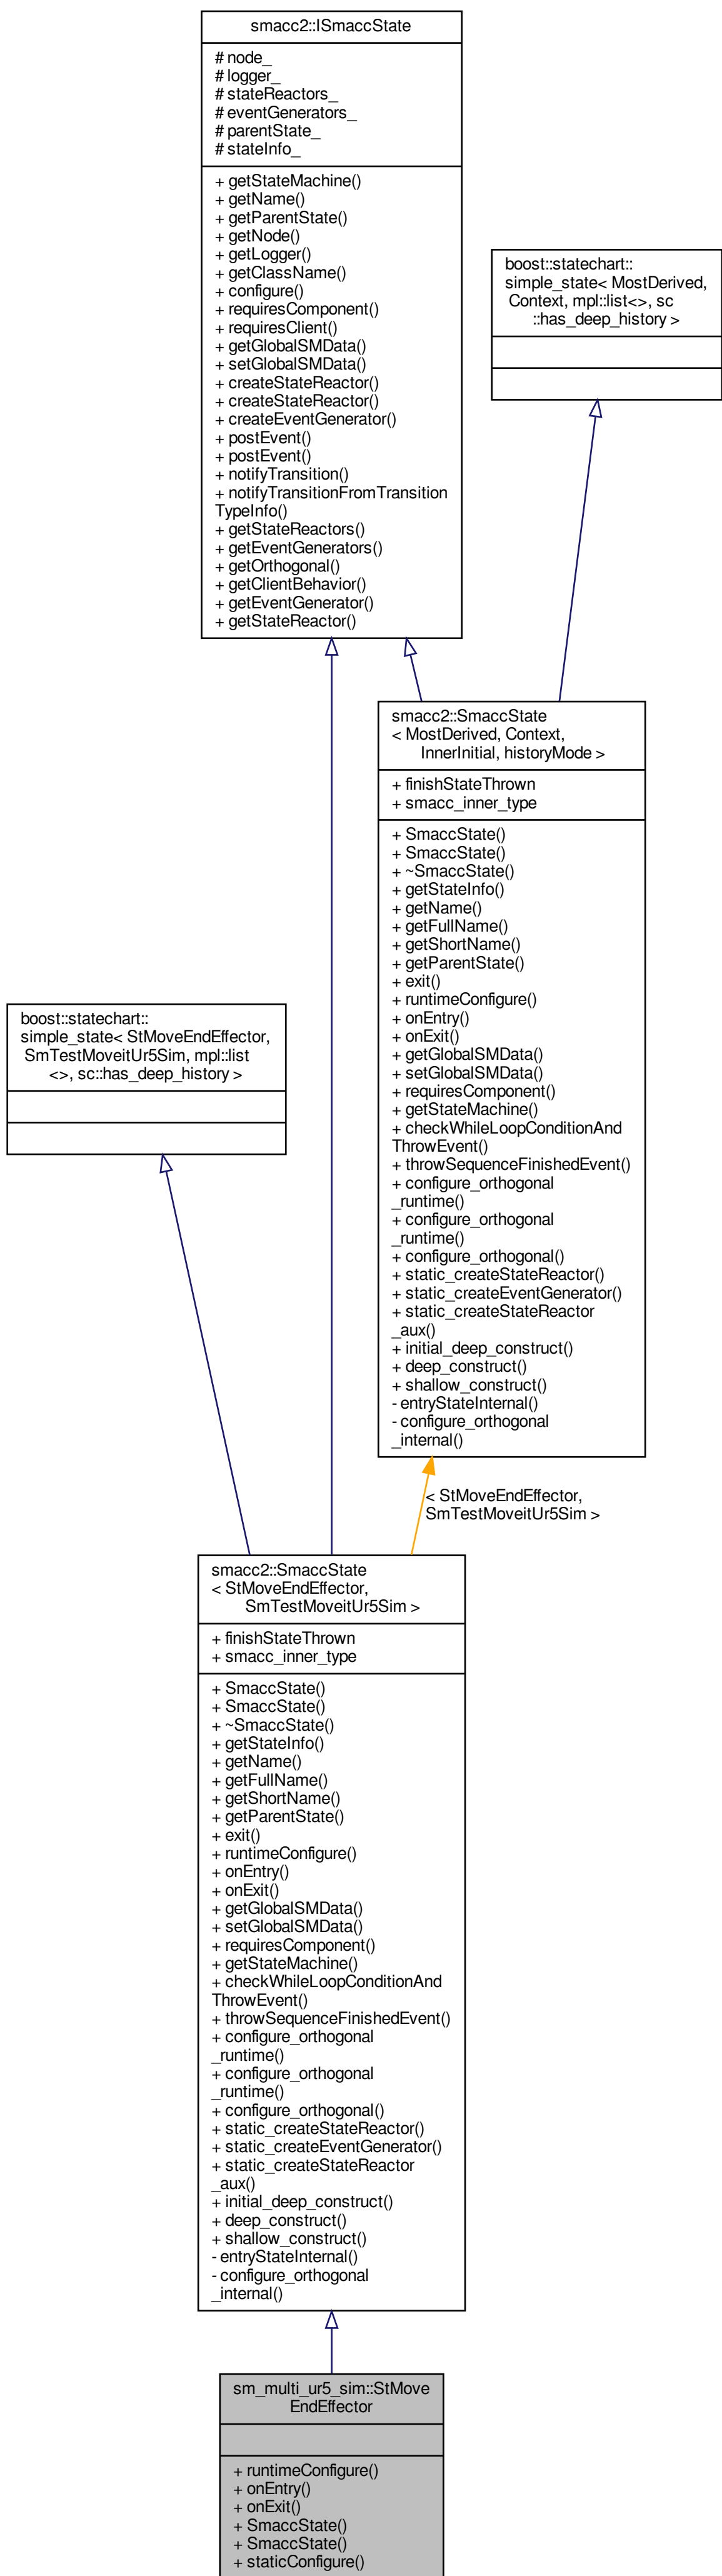 smacc2::ISmaccState
# node_
# logger_
# stateReactors_
# eventGenerators_
# parentState_
# stateInfo_
+ getStateMachine()
+ getName()
+ getParentState()
+ getNode()
+ getLogger()
+ getClassName()
+ configure()
+ requiresComponent()
+ requiresClient()
+ getGlobalSMData()
+ setGlobalSMData()
+ createStateReactor()
+ createStateReactor()
+ createEventGenerator()
+ postEvent()
+ postEvent()
+ notifyTransition()
+ notifyTransitionFromTransition
TypeInfo()
+ getStateReactors()
+ getEventGenerators()
+ getOrthogonal()
+ getClientBehavior()
+ getEventGenerator()
+ getStateReactor()
boost::statechart::
simple_state< MostDerived,
Context, mpl::list<>, sc
::has_deep_history >
smacc2::SmaccState
< MostDerived, Context,
InnerInitial, historyMode >
+ finishStateThrown
+ smacc_inner_type
+ SmaccState()
+ SmaccState()
+ ~SmaccState()
+ getStateInfo()
+ getName()
+ getFullName()
+ getShortName()
+ getParentState()
+ exit()
+ runtimeConfigure()
+ onEntry()
+ onExit()
+ getGlobalSMData()
+ setGlobalSMData()
+ requiresComponent()
+ getStateMachine()
+ checkWhileLoopConditionAnd
ThrowEvent()
+ throwSequenceFinishedEvent()
+ configure_orthogonal
_runtime()
+ configure_orthogonal
_runtime()
+ configure_orthogonal()
+ static_createStateReactor()
+ static_createEventGenerator()
+ static_createStateReactor
_aux()
+ initial_deep_construct()
+ deep_construct()
+ shallow_construct()
- entryStateInternal()
- configure_orthogonal
_internal()
boost::statechart::
simple_state< StMoveEndEffector,
SmTestMoveitUr5Sim, mpl::list
<>, sc::has_deep_history >
< StMoveEndEffector,
SmTestMoveitUr5Sim >
smacc2::SmaccState
< StMoveEndEffector,
SmTestMoveitUr5Sim >
+ finishStateThrown
+ smacc_inner_type
+ SmaccState()
+ SmaccState()
+ ~SmaccState()
+ getStateInfo()
+ getName()
+ getFullName()
+ getShortName()
+ getParentState()
+ exit()
+ runtimeConfigure()
+ onEntry()
+ onExit()
+ getGlobalSMData()
+ setGlobalSMData()
+ requiresComponent()
+ getStateMachine()
+ checkWhileLoopConditionAnd
ThrowEvent()
+ throwSequenceFinishedEvent()
+ configure_orthogonal
_runtime()
+ configure_orthogonal
_runtime()
+ configure_orthogonal()
+ static_createStateReactor()
+ static_createEventGenerator()
+ static_createStateReactor
_aux()
+ initial_deep_construct()
+ deep_construct()
+ shallow_construct()
- entryStateInternal()
- configure_orthogonal
_internal()
sm_multi_ur5_sim::StMove
EndEffector
+ runtimeConfigure()
+ onEntry()
+ onExit()
+ SmaccState()
+ SmaccState()
+ staticConfigure()